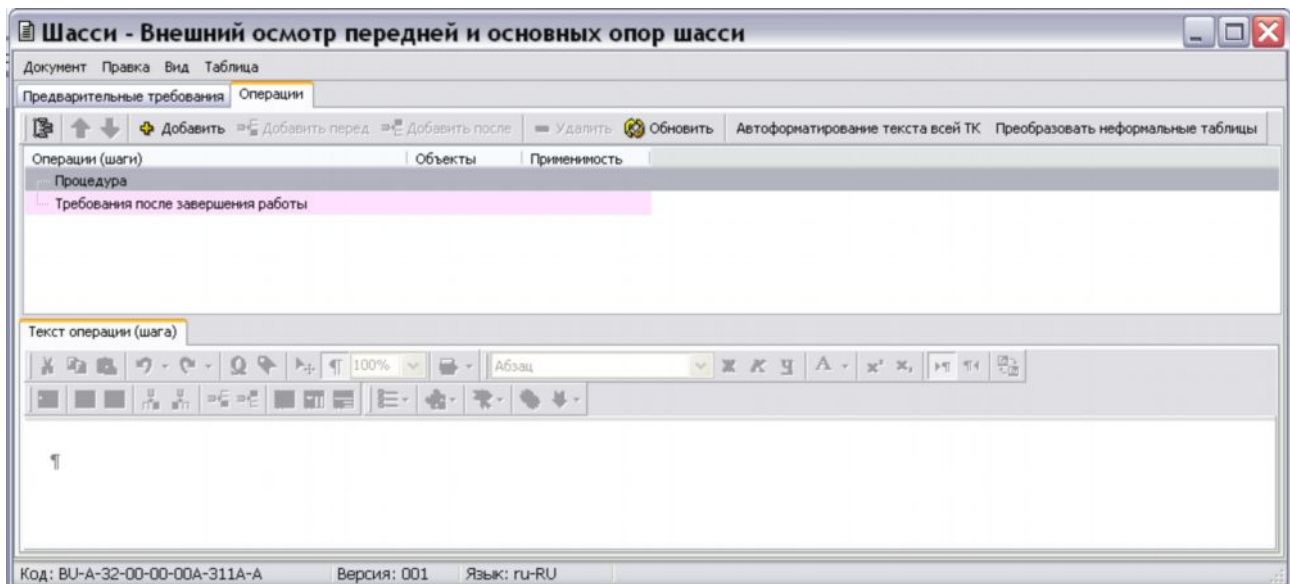 Шасси - Внешний осмотр передней и основных опор шасси
Документ Правка Вид Таблица
Предварительные требования Операции
Добавить Добавить перед Добавить после Удалить Обновить Автоформатирование текста всей ТК Преобразовать неформальные таблицы
Операции (шаги) Объекты Применимость
Процедура
Требования после завершения работы
Текст операции (шага)
100% Абзац Ж К Ч A x² x₂
¶
Код: BU-A-32-00-00-00A-311A-A Версия: 001 Язык: ru-RU